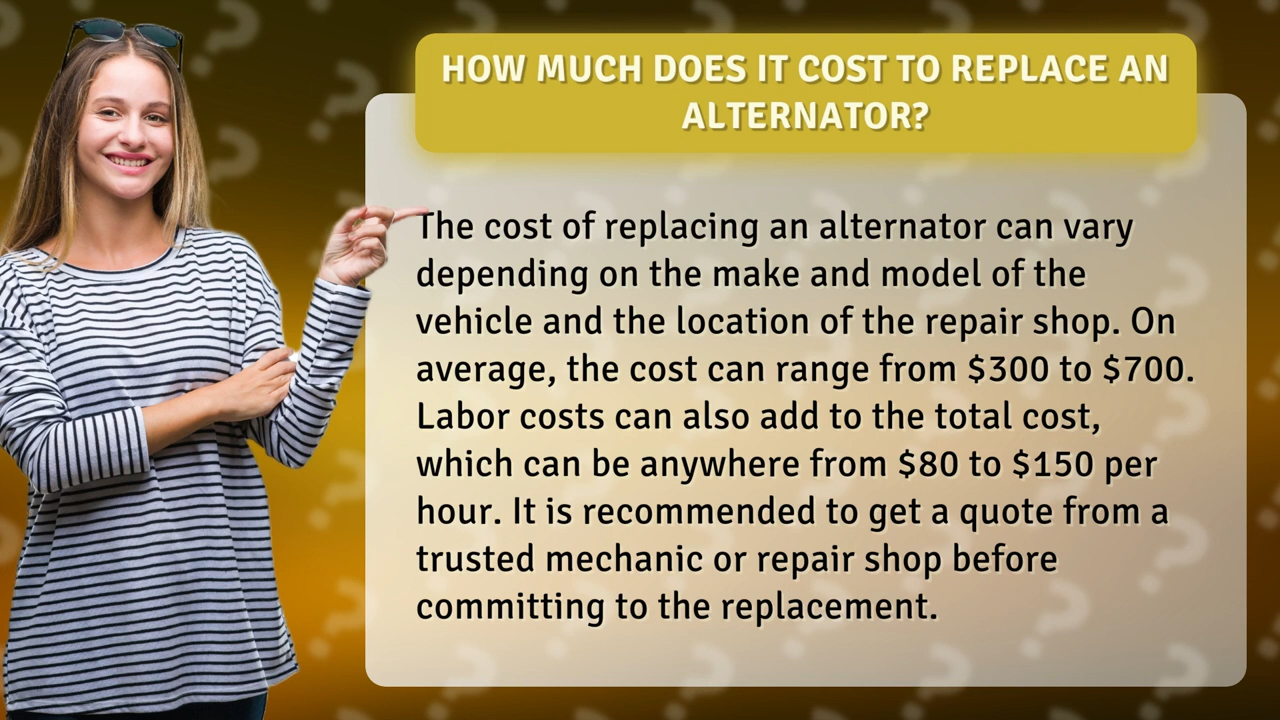 HOW MUCH DOES IT COST TO REPLACE AN
ALTERNATOR?
The cost of replacing an alternator can vary
depending on the make and model of the
vehicle and the location of the repair shop. On
average, the cost can range from $300 to $700.
Labor costs can also add to the total cost,
which can be anywhere from $80 to $150 per
hour. It is recommended to get a quote from a
trusted mechanic or repair shop before
committing to the replacement.